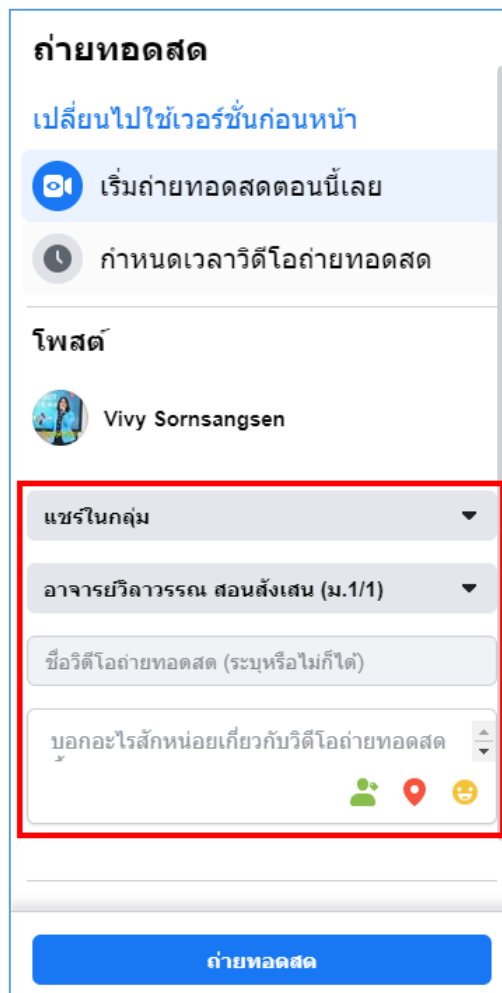 ถ่ายทอดสด
เปลี่ยนไปใช้เวอร์ชั่นก่อนหน้า
เริ่มถ่ายทอดสดตอนนี้เลย
กำหนดเวลาวิดีโอถ่ายทอดสด
โพสต์
Vivy Sornsangsen
แชร์ในกลุ่ม
อาจารย์วิลาวรรณ สอนสังเสน (ม.1/1)
ชื่อวิดีโอถ่ายทอดสด (ระบุหรือไม่ก็ได้)
บอกอะไรสักหน่อยเกี่ยวกับวิดีโอถ่ายทอดสด
ถ่ายทอดสด